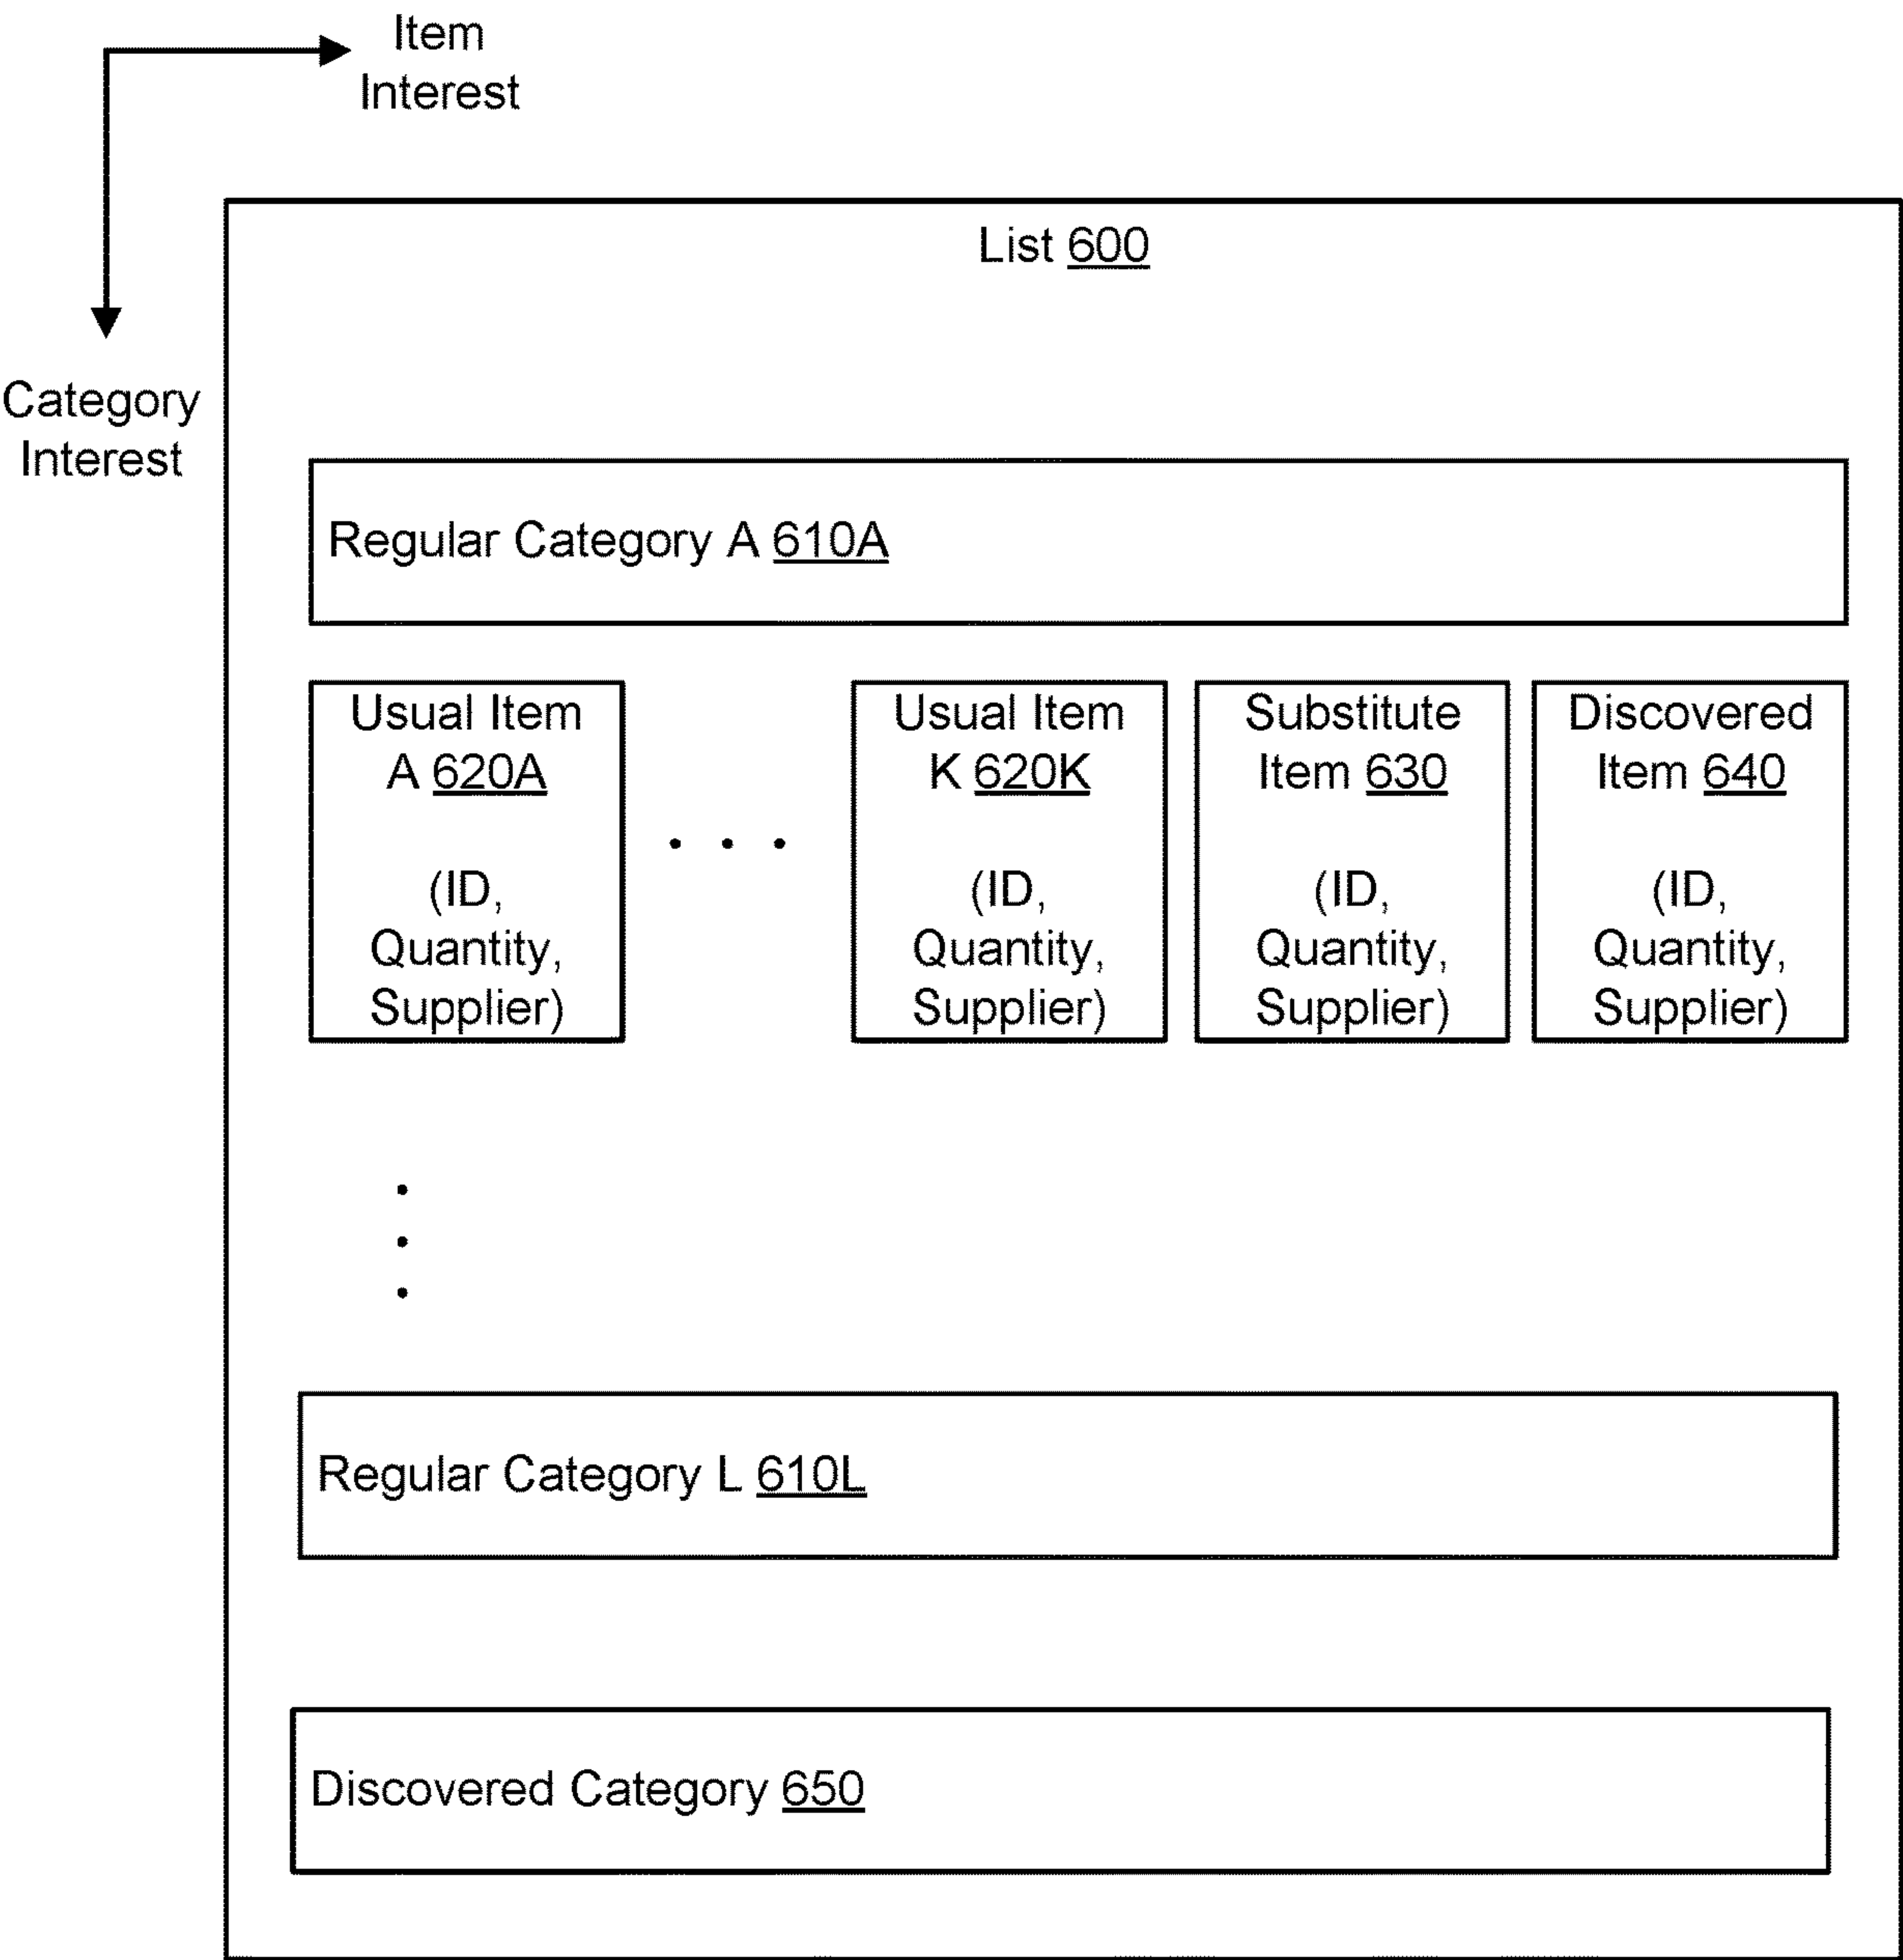 Item
Interest
Category
Interest
List 600
Regular Category A 610A
Usual Item
A 620A
(ID,
Quantity,
Supplier)
. . .
Usual Item
K 620K
(ID,
Quantity,
Supplier)
Substitute
Item 630
(ID,
Quantity,
Supplier)
Discovered
Item 640
(ID,
Quantity,
Supplier)
Regular Category L 610L
Discovered Category 650